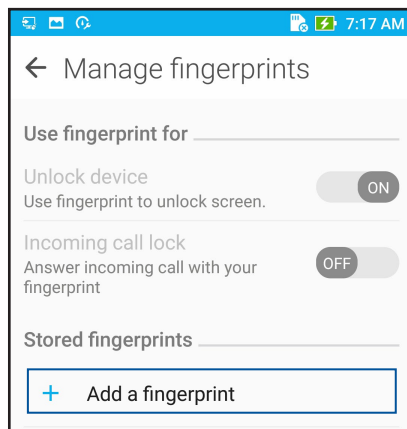 7:17 AM
Manage fingerprints
Use fingerprint for
Unlock device
ON
Use fingerprint to unlock screen.
Incoming call lock
OFF
Answer incoming call with your
fingerprint
Stored fingerprints
+ Add a fingerprint